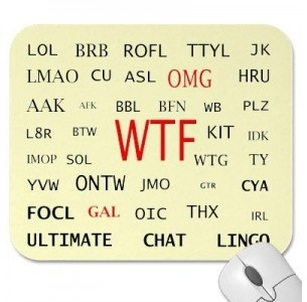 LOL BRB ROFL TTYL JK
LMAO CU ASL OMG HRU
AAK AFK BBL BFN WB PLZ
L8R BTW WTF KIT IDK
IMOP SOL WTG TY
YVW ONTW JMO GTR CYA
FOCL GAL OIC THX IRL
ULTIMATE CHAT LINGO